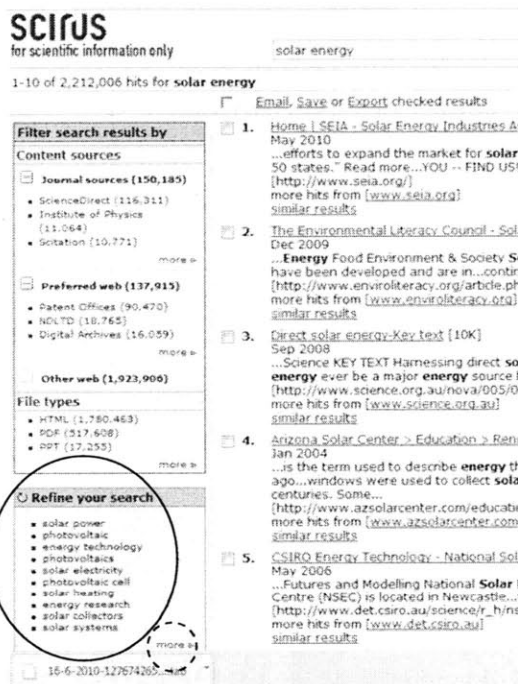 SCIRUS
for scientific information only
solar energy
1-10 of 2,212,006 hits for solar energy
Email, Save or Export checked results
Filter search results by
Content sources
Journal sources (150,185)
ScienceDirect (116,311)
Institute of Physics
(11,064)
Scitation (10,771)
more
Preferred web (137,915)
Patent Offices (90,470)
NDLTD (18,765)
Digital Archives (16,059)
more
Other web (1,923,906)
File types
HTML (1,780,463)
PDF (517,608)
PPT (17,255)
more
Refine your search
solar power
photovoltaic
energy technology
photovoltaics
solar electricity
photovoltaic cell
solar heating
energy research
solar collectors
solar systems
more
16-6-2010-127674265...
1. Home | SEIA - Solar Energy Industries A
May 2010
...efforts to expand the market for solar
50 states." Read more...YOU -- FIND US!
[http://www.seia.org/]
more hits from [www.seia.org]
similar results
2. The Environmental Literacy Council - Sol
Dec 2009
...Energy Food Environment & Society S
have been developed and are in...contin
[http://www.enviroliteracy.org/article.ph
more hits from [www.enviroliteracy.org]
similar results
3. Direct solar energy-Key text [10K]
Sep 2008
...Science KEY TEXT Harnessing direct so
energy ever be a major energy source
[http://www.science.org.au/nova/005/0
more hits from [www.science.org.au]
similar results
4. Arizona Solar Center > Education > Ren
Jan 2004
...is the term used to describe energy th
ago...windows were used to collect sola
centuries. Some...
[http://www.azsolarcenter.com/educati
more hits from [www.azsolarcenter.com
similar results
5. CSIRO Energy Technology - National Sol
May 2006
...Futures and Modelling National Solar
Centre (NSEC) is located in Newcastle...
[http://www.det.csiro.au/science/r_h/ns
more hits from [www.det.csiro.au]
similar results